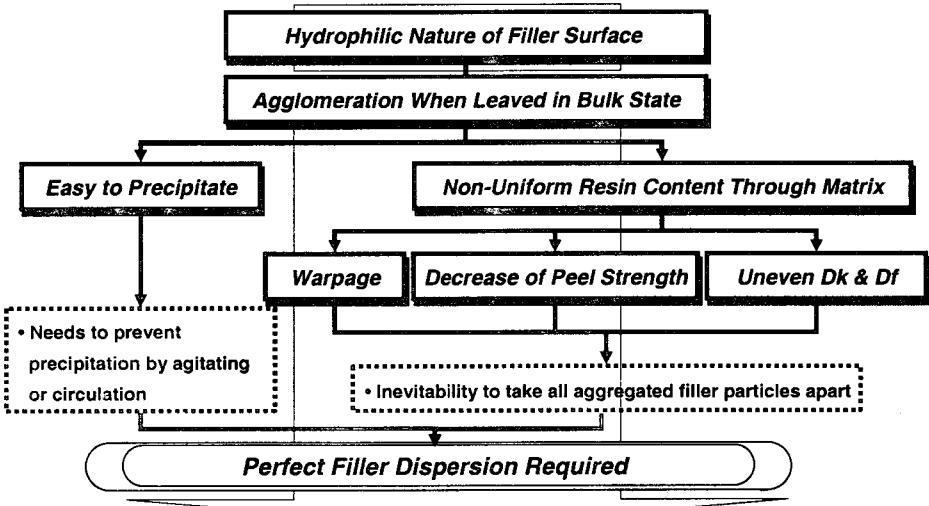 Hydrophilic Nature of Filler Surface
Agglomeration When Leaved in Bulk State
Easy to Precipitate
Non-Uniform Resin Content Through Matrix
Warpage
Decrease of Peel Strength
Uneven Dk & Df
• Needs to prevent
precipitation by agitating
or circulation
• Inevitability to take all aggregated filler particles apart
Perfect Filler Dispersion Required